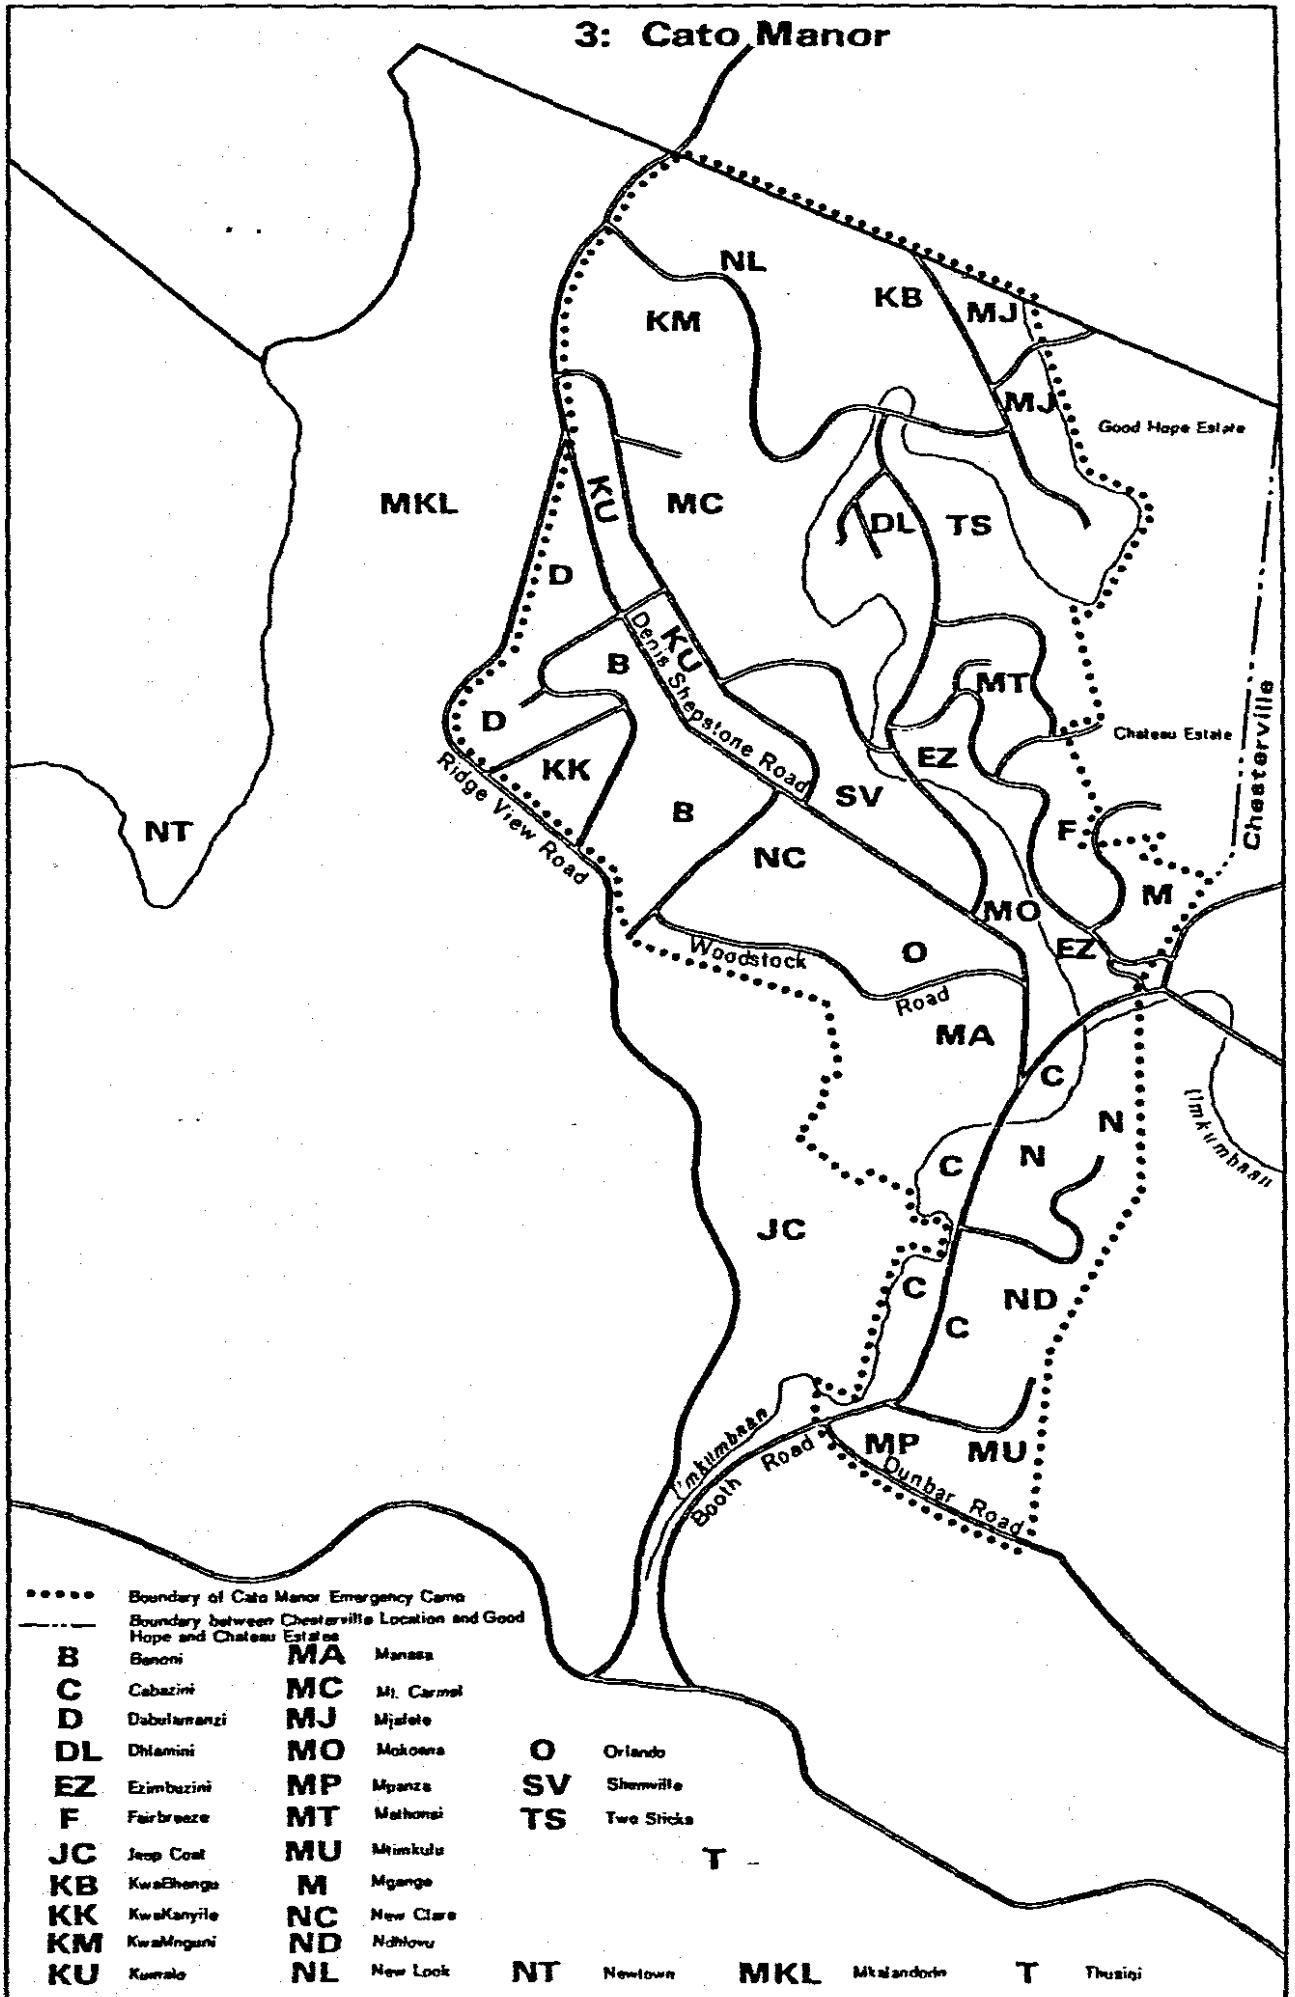 3: Cato Manor
NL
KB
MJ
KM
MJ
Good Hope Estate
MKL
KU
MC
DL
TS
D
Denis Shepstone Road
KU
B
MT
D
Chateau Estate
Chesterville
EZ
KK
Ridge View Road
SV
NT
B
F
NC
M
MO
EZ
Woodstock
O
Road
MA
C
N
Umkumbaan
N
C
JC
C
ND
C
Umkumbaan
MP
MU
Booth Road
Dunbar Road
Boundary of Cato Manor Emergency Camp
Boundary between Chesterville Location and Good
Hope and Chateau Estates
B Benoni MA Manasa
C Cabazini MC Mt. Carmel
D Dabulamanzi MJ Mjafete
DL Dhlamini MO Mokoena O Orlando
EZ Ezimbuzini MP Mpanza SV Shumville
F Fairbreeze MT Mathonsi TS Two Sticks
JC Jeep Coat MU Mtimkulu
T
KB KwaBhengu M Mgango
KK KwaKanyile NC New Clare
KM KwaMnguni ND Ndhlovu
KU Kumalo NL New Look NT Newtown MKL Mkalandodn T Thusini